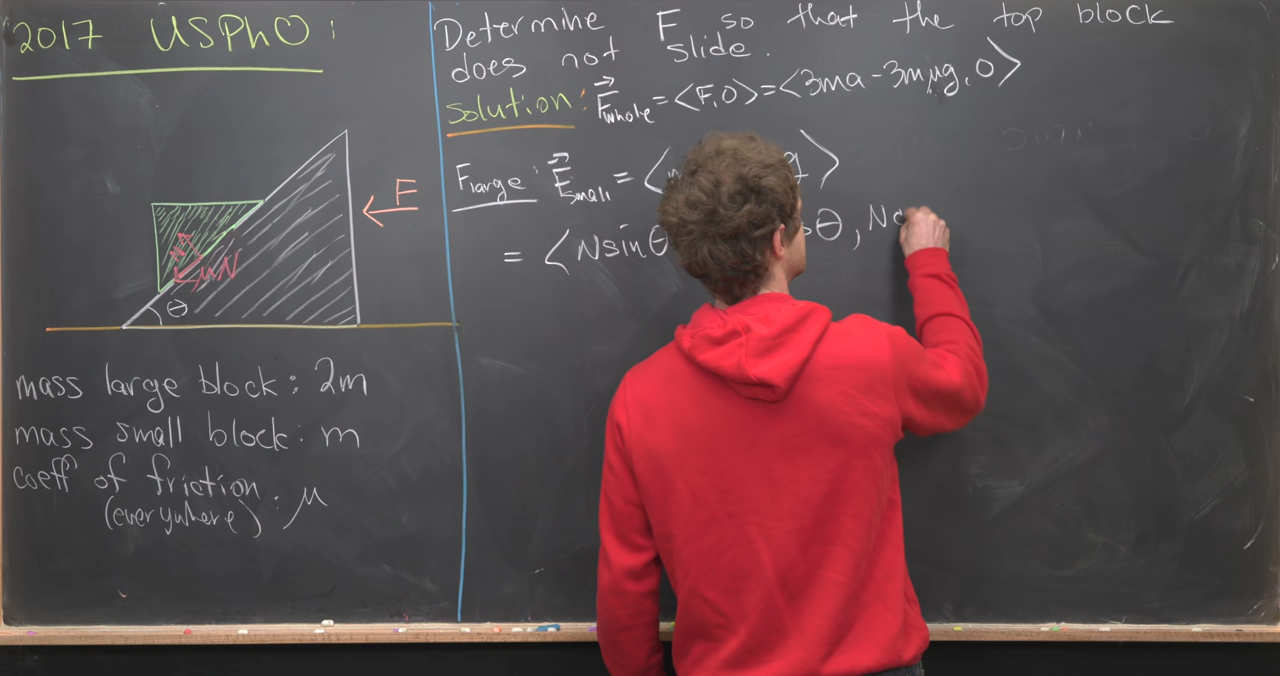 2017 USPhO:
F
μN
θ
mass large block: 2m
mass small block: m
coeff of friction: μ
(everywhere)
Determine F so that the top block
does not slide.
solution: F⃗whole = <F,0> = <3ma - 3mμg, 0>
Flarge: F⃗small = < g >
= < Nsinθ sθ, N